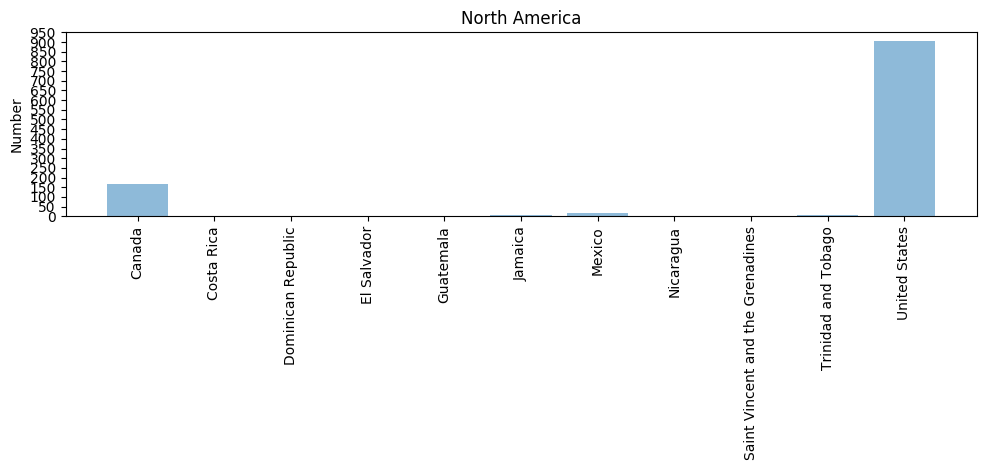 North America
Number
950
900
850
800
750
700
650
600
550
500
450
400
350
300
250
200
150
100
50
0
Canada
Costa Rica
Dominican Republic
El Salvador
Guatemala
Jamaica
Mexico
Nicaragua
Saint Vincent and the Grenadines
Trinidad and Tobago
United States